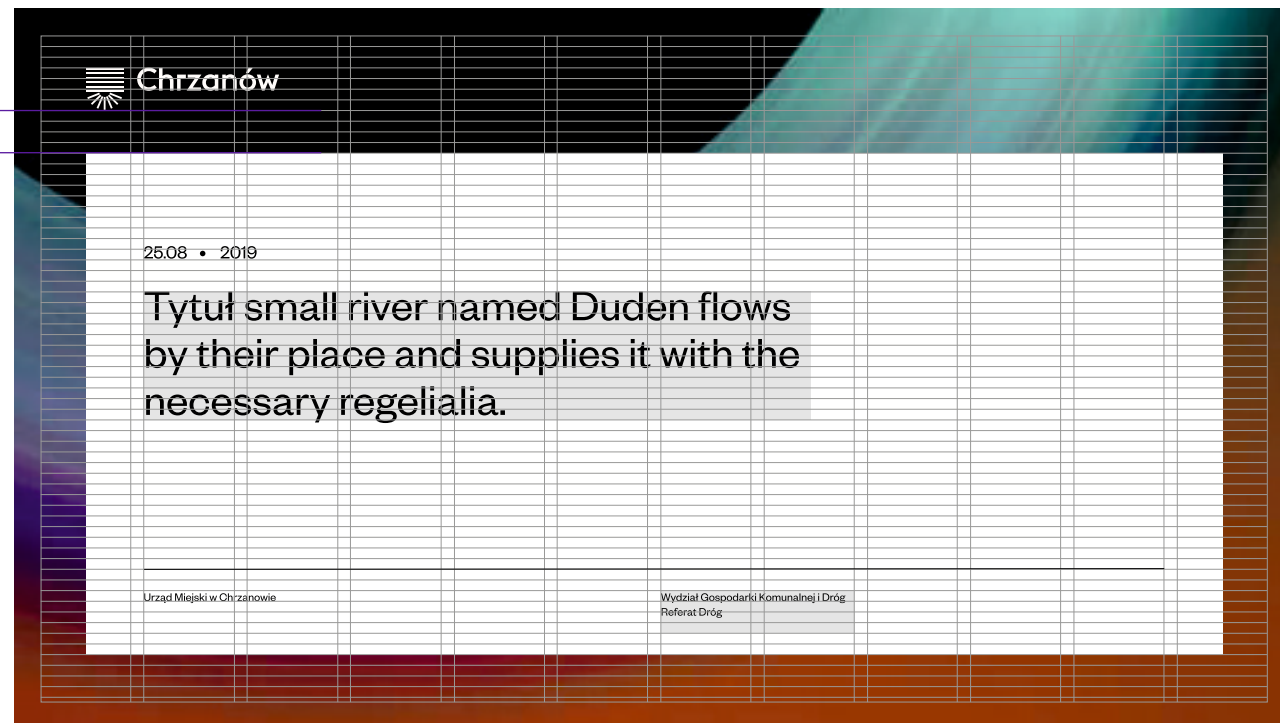 Chrzanów
25.08 • 2019
Tytuł small river named Duden flows
by their place and supplies it with the
necessary regelialia.
Urząd Miejski w Chrzanowie
Wydział Gospodarki Komunalnej i Dróg
Referat Dróg